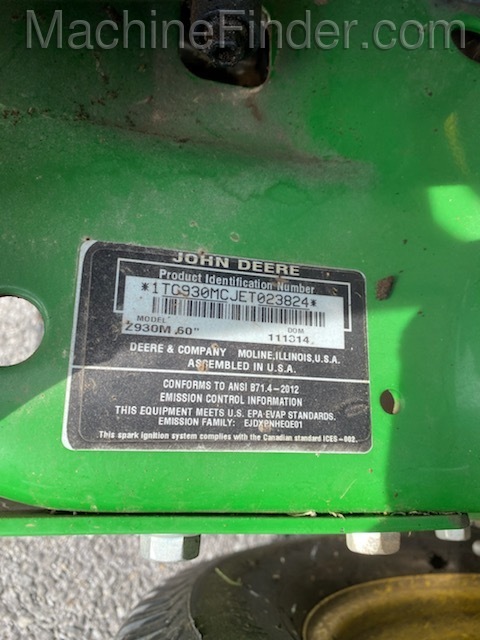 MachineFinder.com
JOHN DEERE
Product Identification Number
*1TC930MCJET023824*
MODEL DOM
Z930M ,60" 111314
DEERE & COMPANY MOLINE,ILLINOIS,U.S.A.
ASSEMBLED IN U.S.A.
CONFORMS TO ANSI B71.4-2012
EMISSION CONTROL INFORMATION
THIS EQUIPMENT MEETS U.S. EPA-EVAP STANDARDS.
EMISSION FAMILY: EJDXPNHEQE01
This spark ignition system complies with the Canadian standard ICES-002.